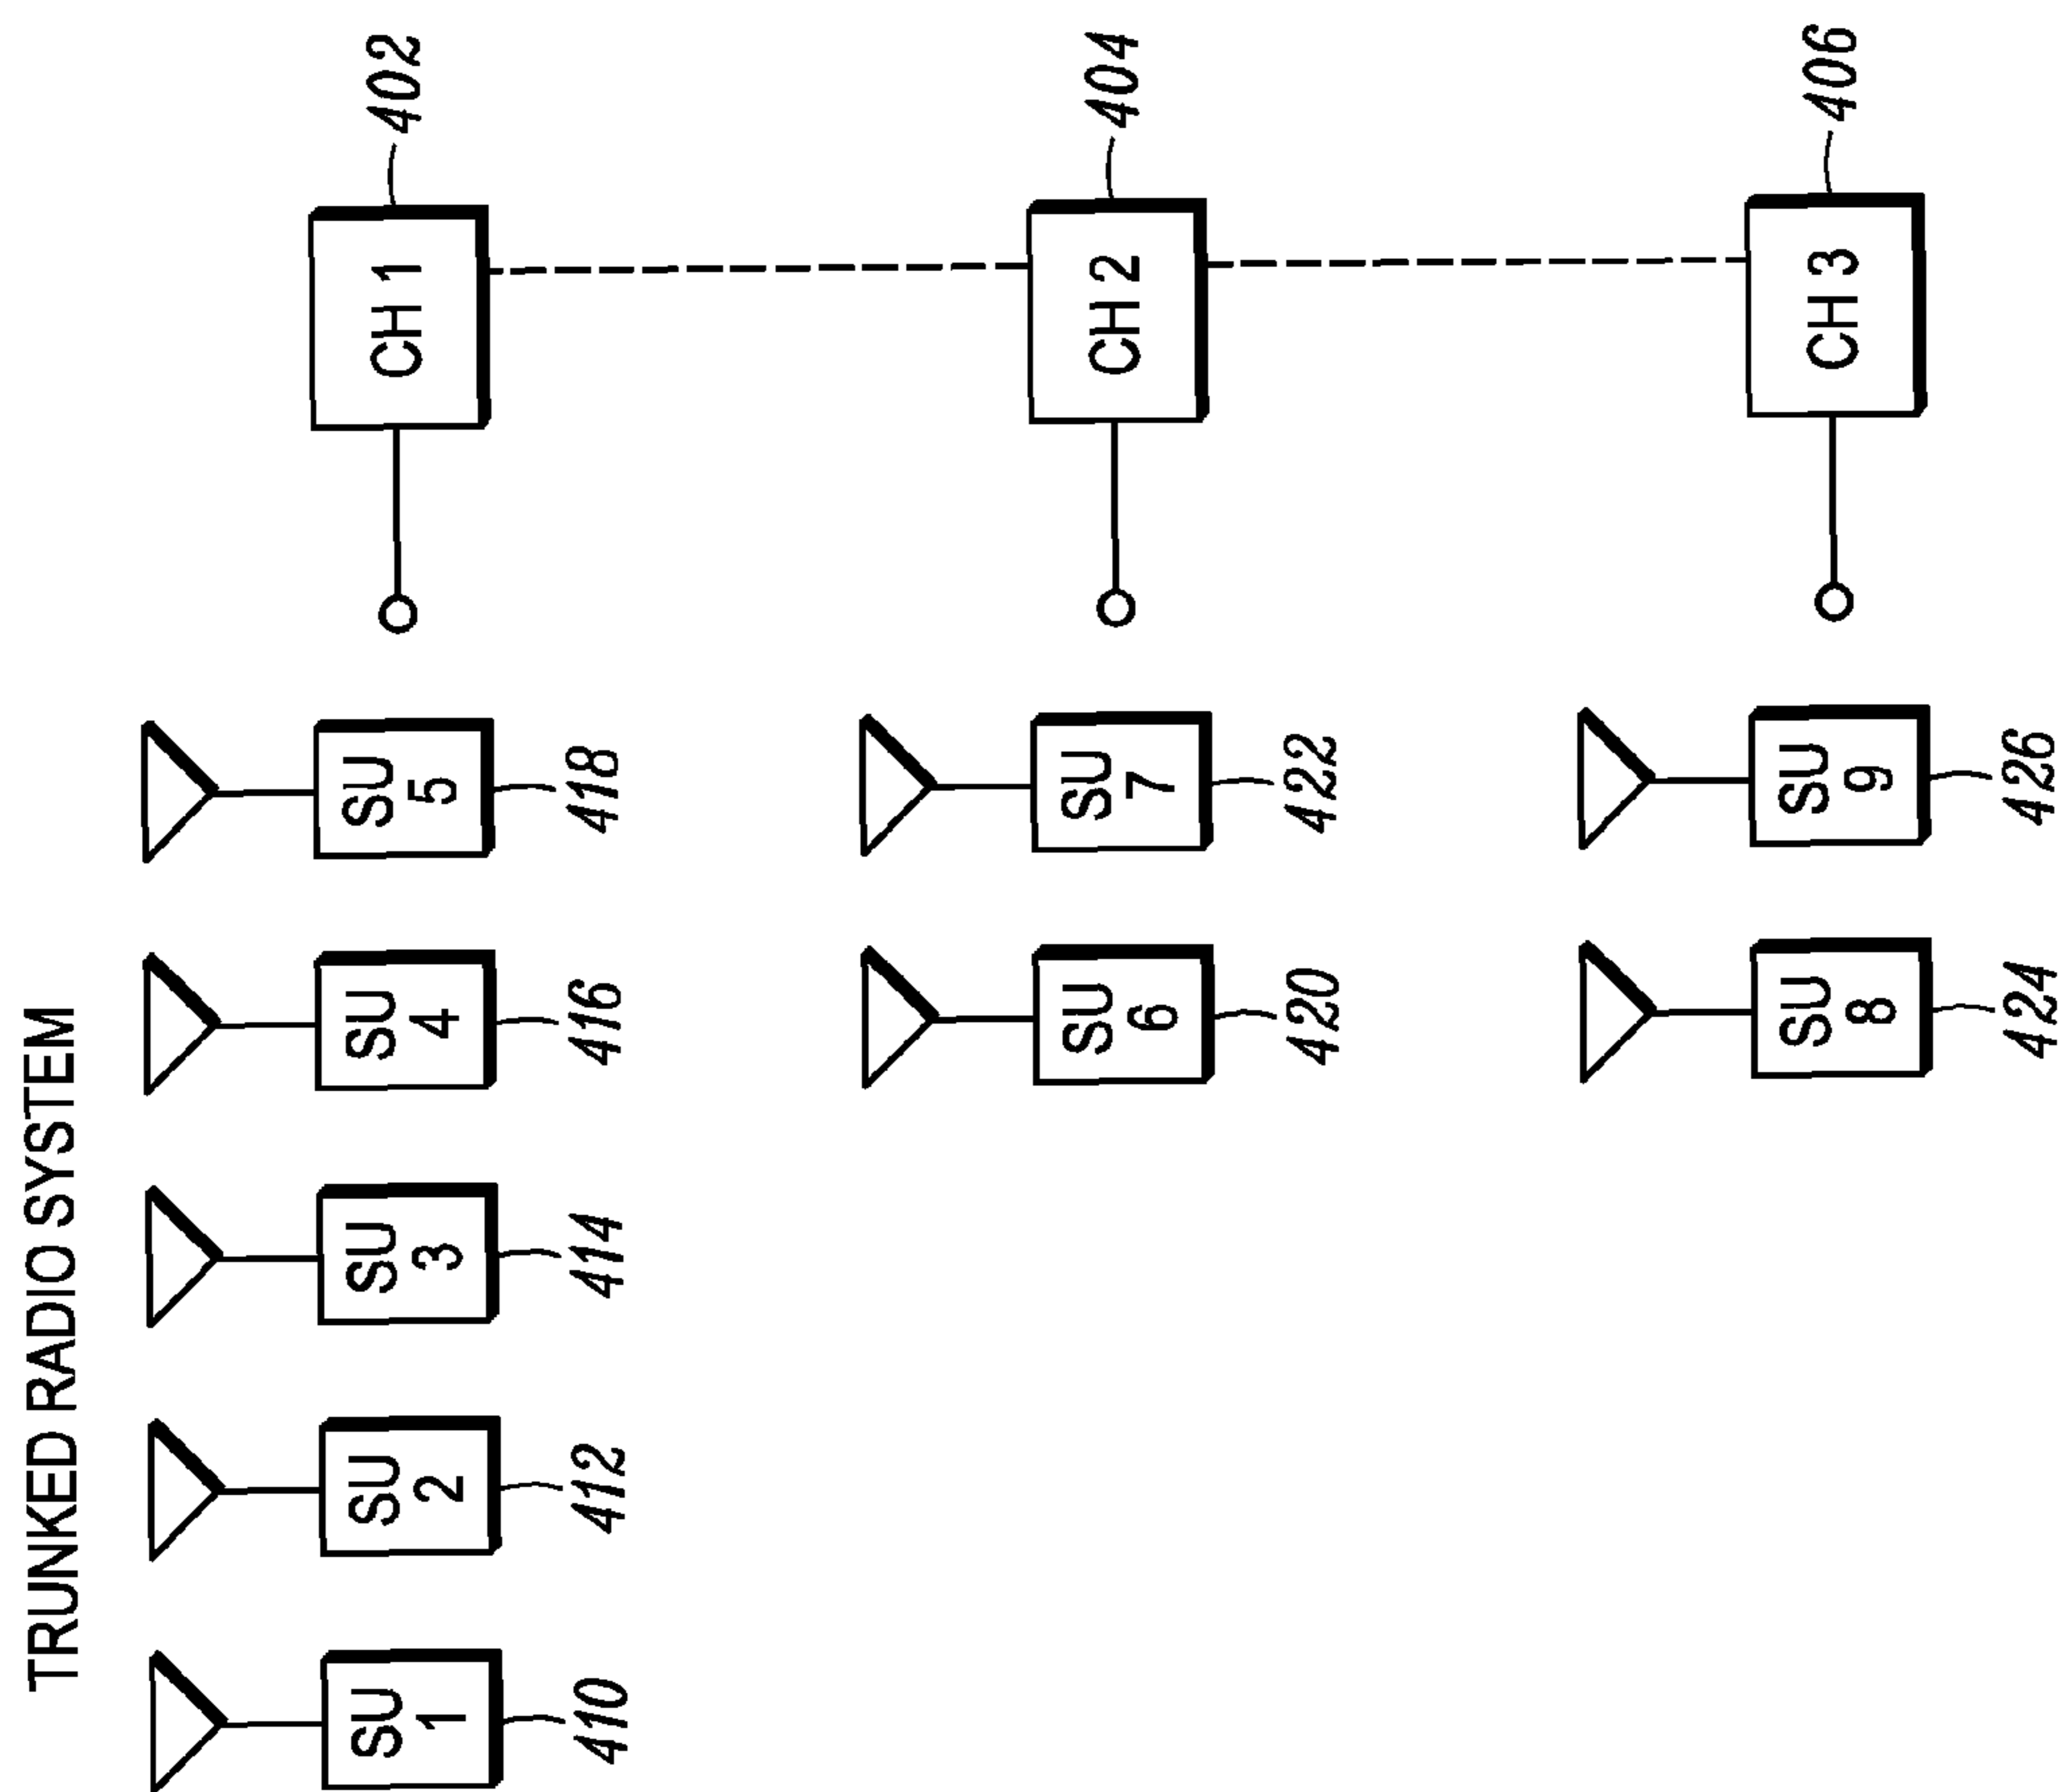 TRUNKED RADIO SYSTEM
SU 1
SU 2
SU 3
SU 4
SU 5
CH 1
402
410
412
414
416
418
SU 6
SU 7
CH 2
404
420
422
SU 8
SU 9
CH 3
406
424
426